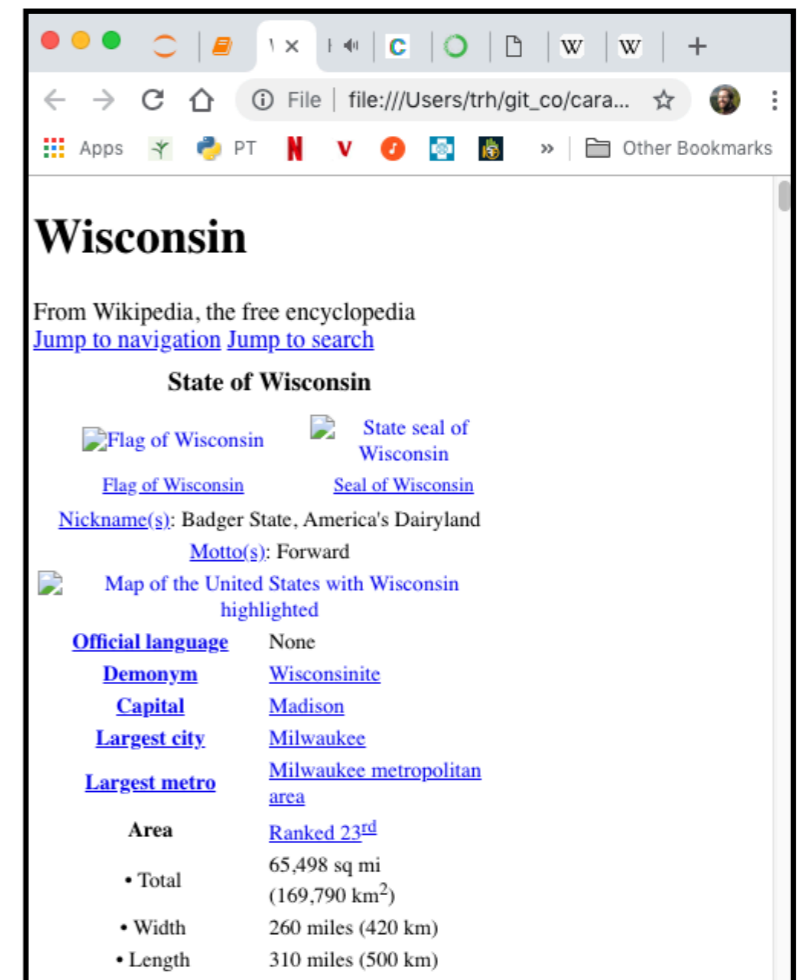 File | file:///Users/trh/git_co/cara...
Apps PT N V » Other Bookmarks
Wisconsin
From Wikipedia, the free encyclopedia
Jump to navigation Jump to search
State of Wisconsin
Flag of Wisconsin
State seal of
Wisconsin
Flag of Wisconsin Seal of Wisconsin
Nickname(s): Badger State, America's Dairyland
Motto(s): Forward
Map of the United States with Wisconsin
highlighted
Official language None
Demonym Wisconsinite
Capital Madison
Largest city Milwaukee
Largest metro Milwaukee metropolitan
area
Area Ranked 23rd
• Total 65,498 sq mi
(169,790 km2)
• Width 260 miles (420 km)
• Length 310 miles (500 km)